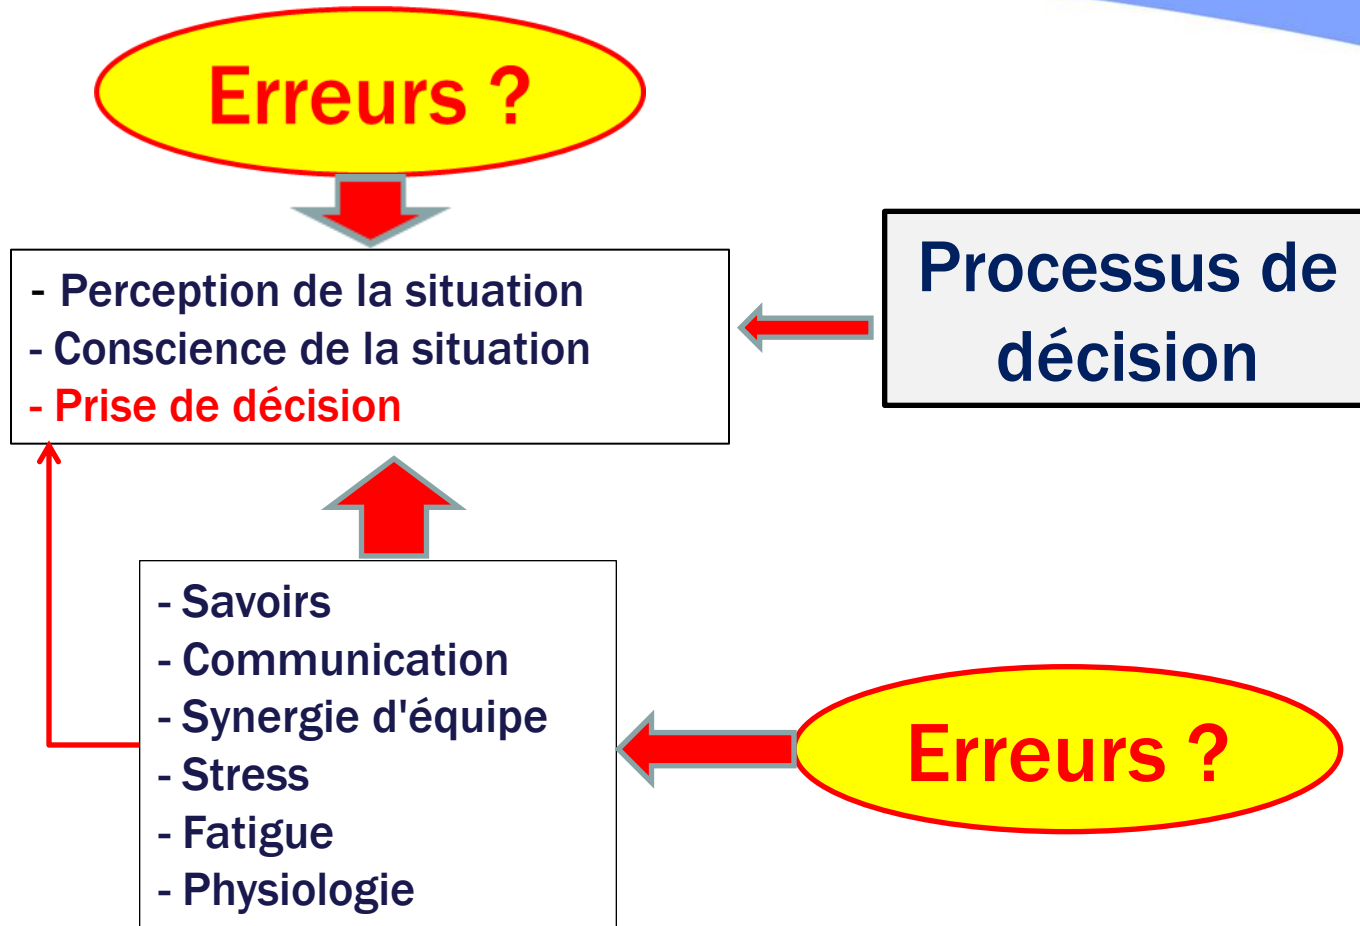 Erreurs ?
- Perception de la situation
- Conscience de la situation
- Prise de décision
Processus de
décision
- Savoirs
- Communication
- Synergie d'équipe
- Stress
- Fatigue
- Physiologie
Erreurs ?